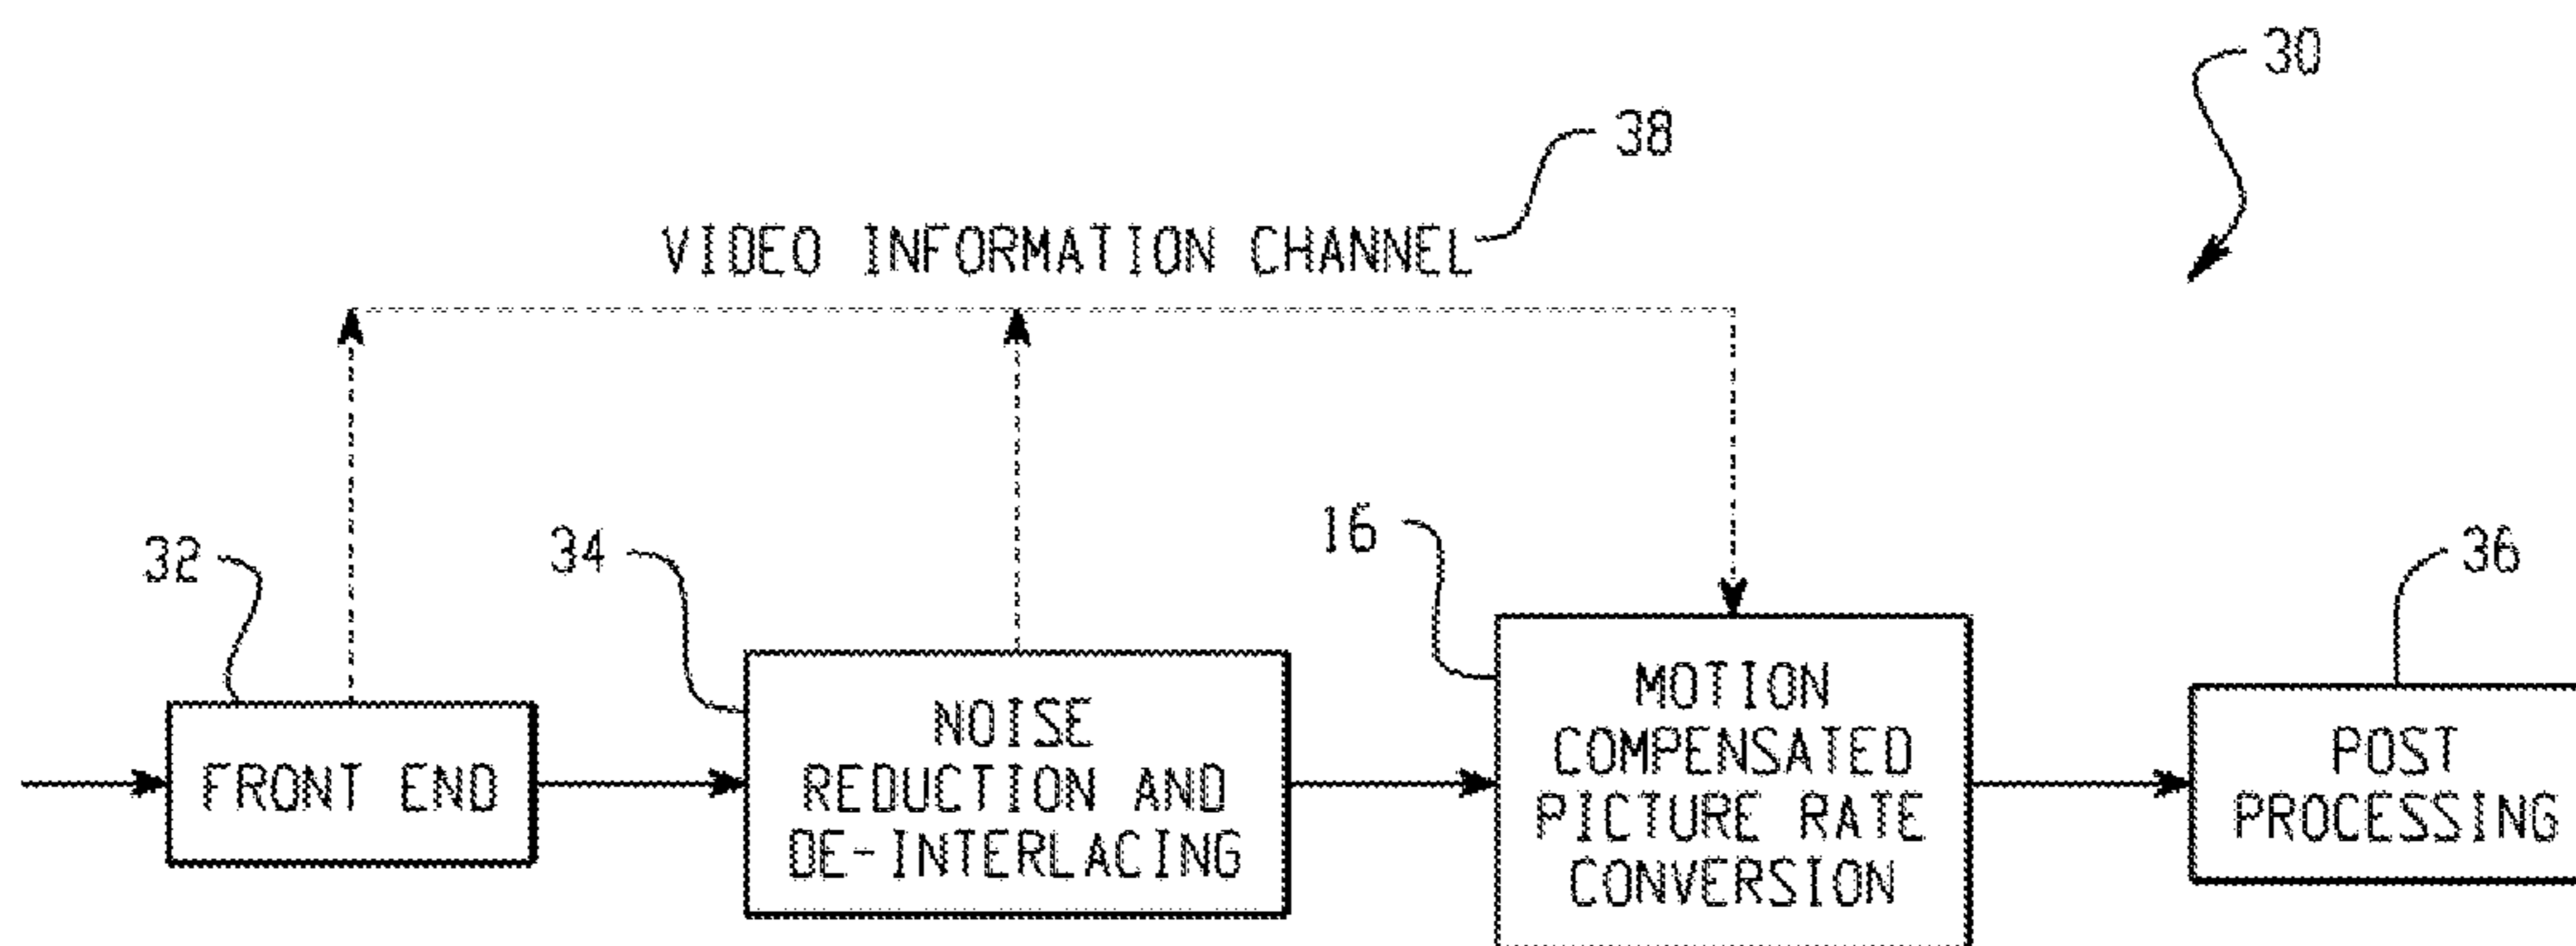 30
38
VIDEO INFORMATION CHANNEL
32
34
16
36
FRONT END
NOISE
REDUCTION AND
DE-INTERLACING
MOTION
COMPENSATED
PICTURE RATE
CONVERSION
POST
PROCESSING